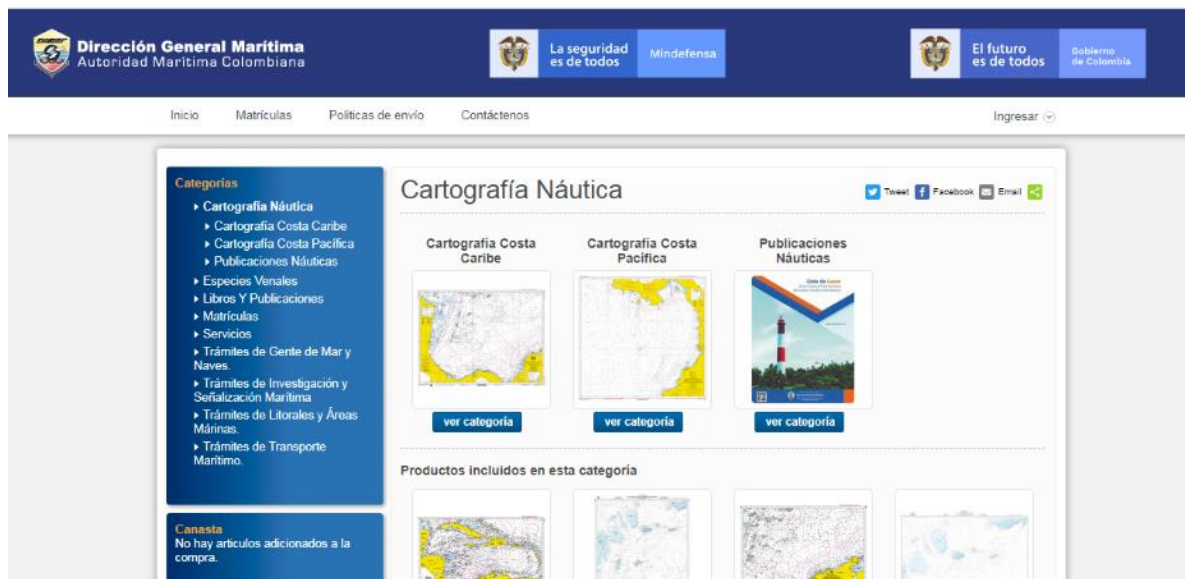 Dirección General Marítima
Autoridad Marítima Colombiana
La seguridad
es de todos
Mindefensa
El futuro
es de todos
Gobierno
de Colombia
Inicio
Matrículas
Políticas de envío
Contáctenos
Ingresar
Categorías
Cartografía Náutica
Cartografía Costa Caribe
Cartografía Costa Pacífica
Publicaciones Náuticas
Especies Venales
Libros Y Publicaciones
Matrículas
Servicios
Trámites de Gente de Mar y
Naves.
Trámites de Investigación y
Señalización Marítima
Trámites de Litorales y Áreas
Márinas.
Trámites de Transporte
Marítimo.
Canasta
No hay articulos adicionados a la
compra.
Cartografía Náutica
Tweet
Facebook
Email
Cartografía Costa
Caribe
ver categoría
Cartografía Costa
Pacífica
ver categoría
Publicaciones
Náuticas
ver categoría
Productos incluidos en esta categoría